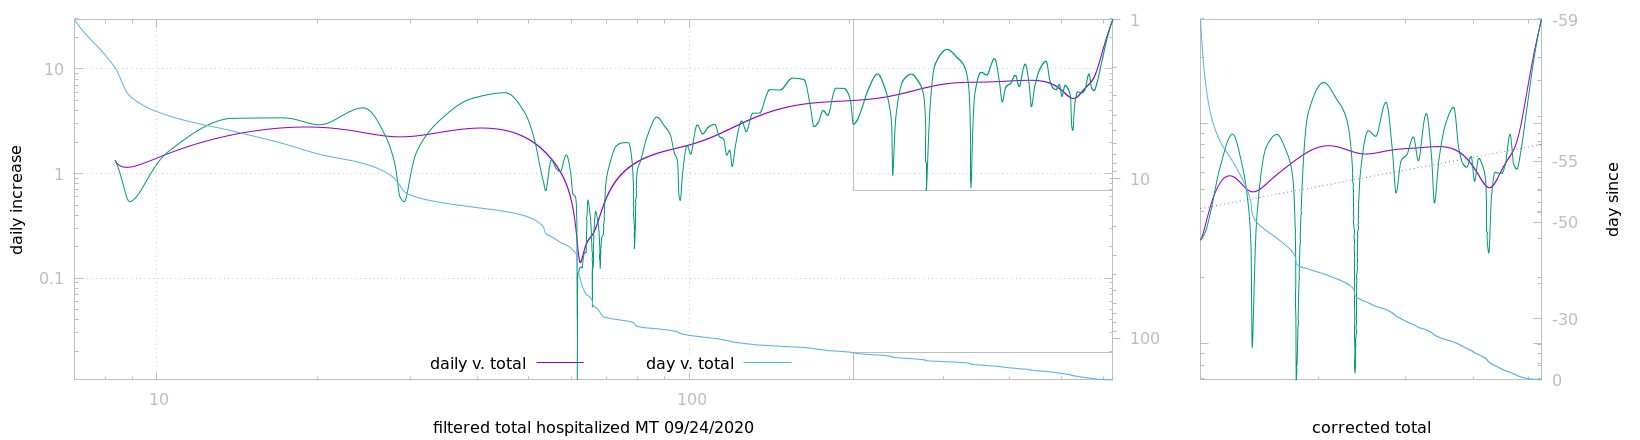 daily increase
10
1
0.1
1
10
100
daily v. total
day v. total
10
100
filtered total hospitalized MT 09/24/2020
-59
-55
-50
-30
0
day since
corrected total